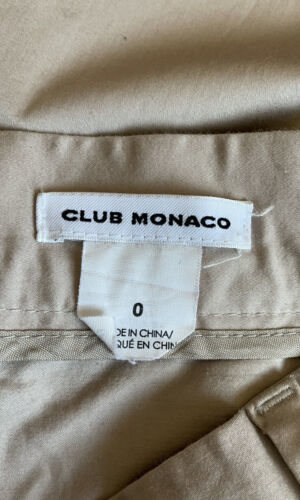 CLUB MONACO
0
DE IN CHINA/
QUÉ EN CHIN